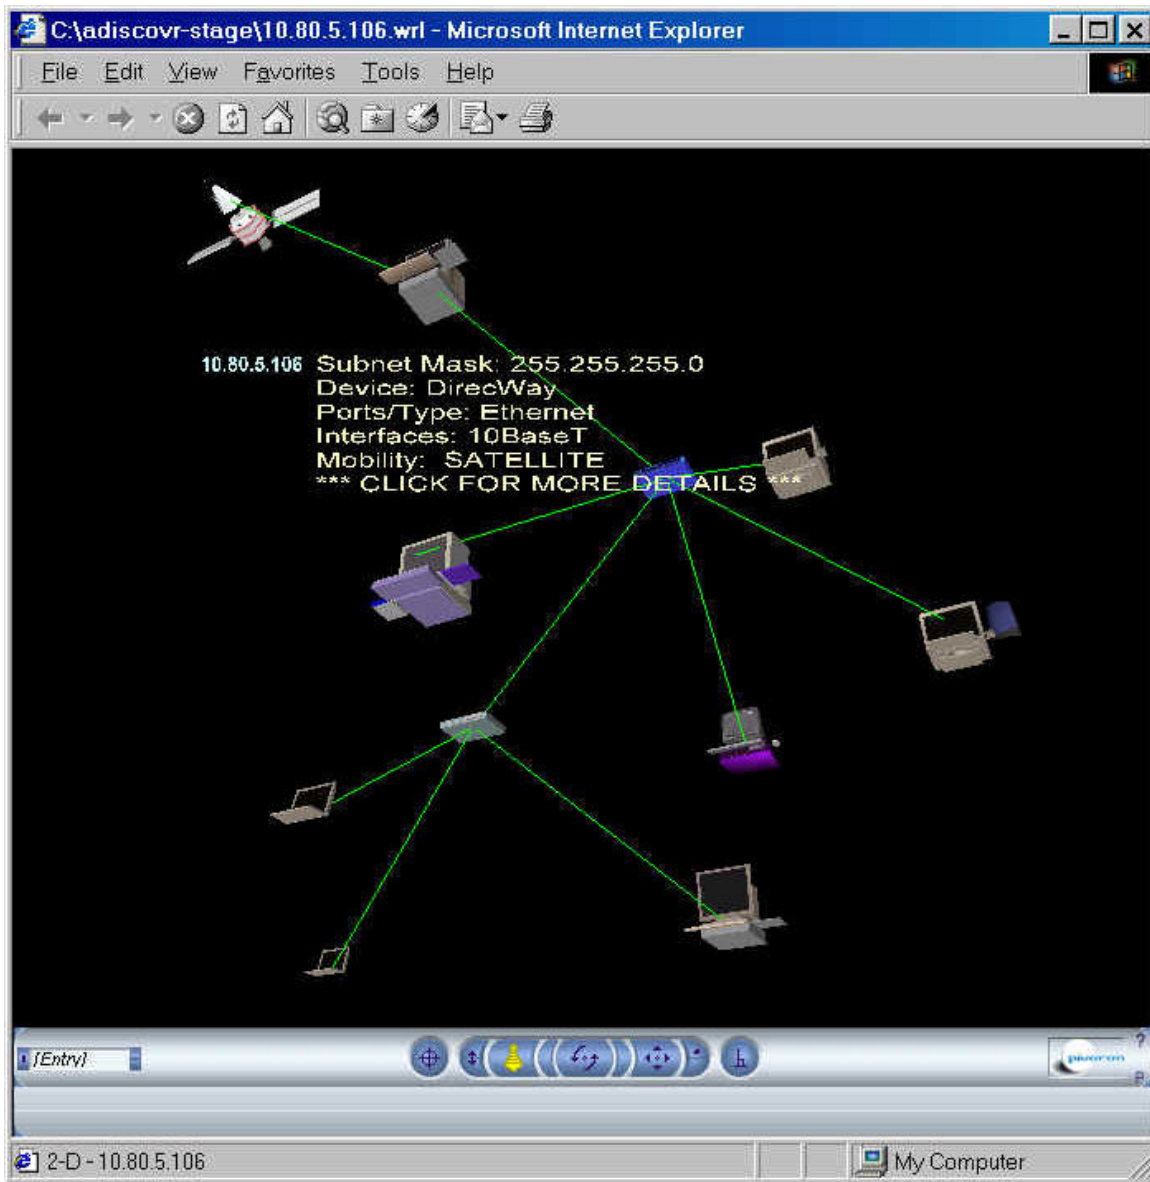 C:\adiscovr-stage\10.80.5.106.wrl - Microsoft Internet Explorer
File Edit View Favorites Tools Help
10.80.5.106 Subnet Mask: 255.255.255.0
Device: DirecWay
Ports/Type: Ethernet
Interfaces: 10BaseT
Mobility: SATELLITE
*** CLICK FOR MORE DETAILS ***
[Entry]
?
2-D - 10.80.5.106
My Computer